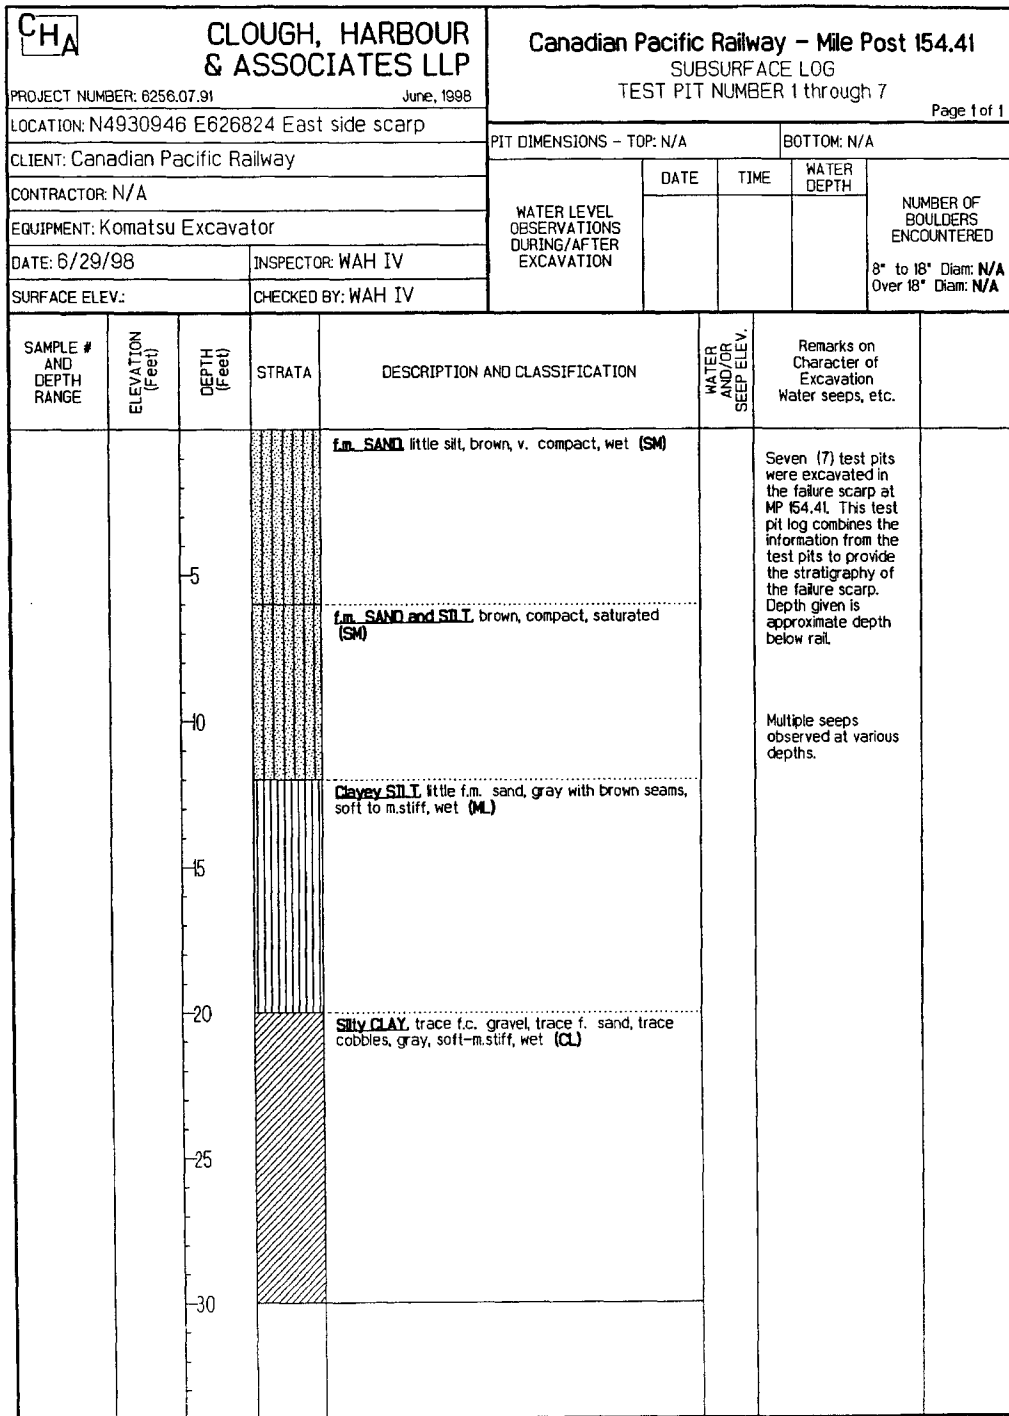 CHA
CLOUGH, HARBOUR
& ASSOCIATES LLP
PROJECT NUMBER: 6256.07.91 June, 1998
LOCATION: N4930946 E626824 East side scarp
CLIENT: Canadian Pacific Railway
CONTRACTOR: N/A
EQUIPMENT: Komatsu Excavator
DATE: 6/29/98 INSPECTOR: WAH IV
SURFACE ELEV.: CHECKED BY: WAH IV
Canadian Pacific Railway - Mile Post 154.41
SUBSURFACE LOG
TEST PIT NUMBER 1 through 7
Page 1 of 1
PIT DIMENSIONS - TOP: N/A BOTTOM: N/A
WATER LEVEL
OBSERVATIONS
DURING/AFTER
EXCAVATION
DATE
TIME
WATER
DEPTH
NUMBER OF
BOULDERS
ENCOUNTERED
8" to 18" Diam: N/A
Over 18" Diam: N/A
SAMPLE #
AND
DEPTH
RANGE
ELEVATION
(Feet)
DEPTH
(Feet)
STRATA
DESCRIPTION AND CLASSIFICATION
WATER
AND/OR
SEEP ELEV.
Remarks on
Character of
Excavation
Water seeps, etc.
f.m. SAND, little silt, brown, v. compact, wet (SM)
Seven (7) test pits
were excavated in
the failure scarp at
MP 154.41. This test
pit log combines the
information from the
test pits to provide
the stratigraphy of
the failure scarp.
Depth given is
approximate depth
below rail.
5
f.m. SAND and SILT, brown, compact, saturated
(SM)
10
Multiple seeps
observed at various
depths.
Clayey SILT, little f.m. sand, gray with brown seams,
soft to m.stiff, wet (ML)
15
20
Silty CLAY, trace f.c. gravel, trace f. sand, trace
cobbles, gray, soft-m.stiff, wet (CL)
25
30